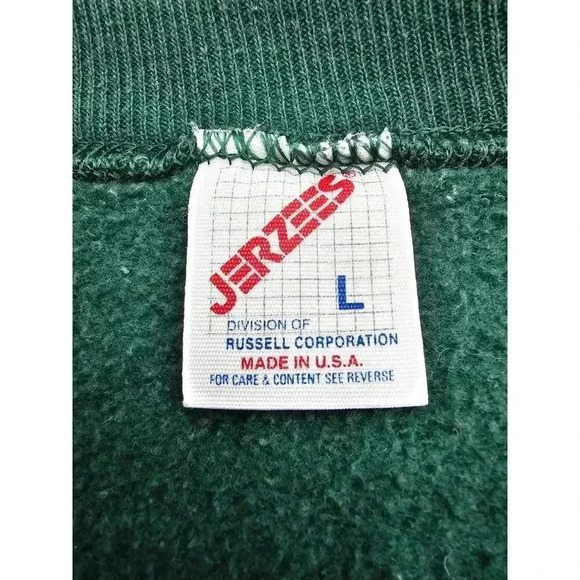 JERZEES®
L
DIVISION OF
RUSSELL CORPORATION
MADE IN U.S.A.
FOR CARE & CONTENT SEE REVERSE